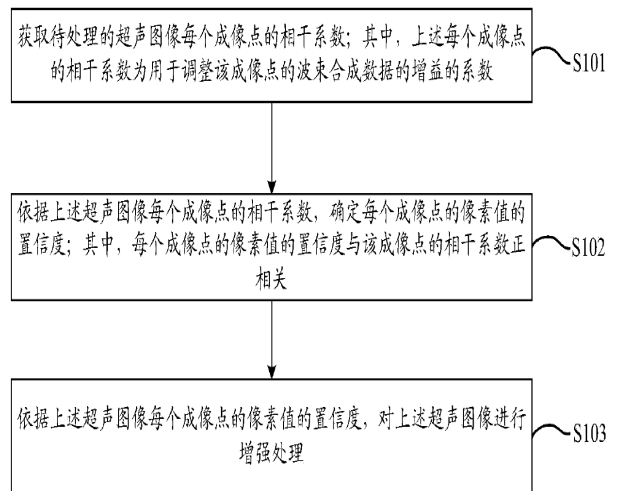 获取待处理的超声图像每个成像点的相干系数；其中，上述每个成像点
的相干系数为用于调整该成像点的波束合成数据的增益的系数
S101
依据上述超声图像每个成像点的相干系数，确定每个成像点的像素值的
置信度；其中，每个成像点的像素值的置信度与该成像点的相干系数正
相关
S102
依据上述超声图像每个成像点的像素值的置信度，对上述超声图像进行
增强处理
S103